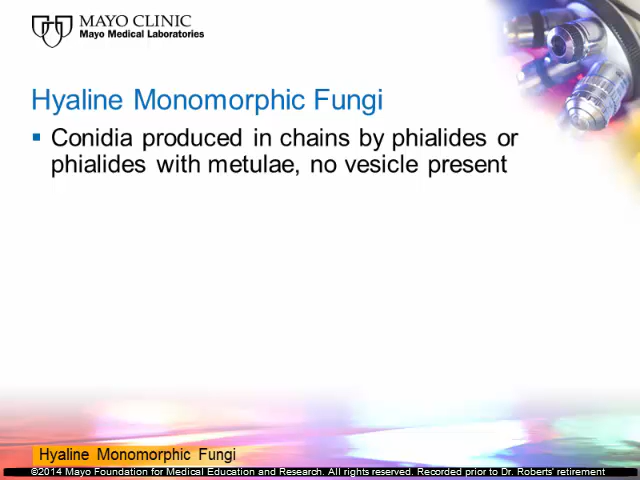 MAYO CLINIC
Mayo Medical Laboratories
Hyaline Monomorphic Fungi
Conidia produced in chains by phialides or
phialides with metulae, no vesicle present
Hyaline Monomorphic Fungi
©2014 Mayo Foundation for Medical Education and Research. All rights reserved. Recorded prior to Dr. Roberts' retirement